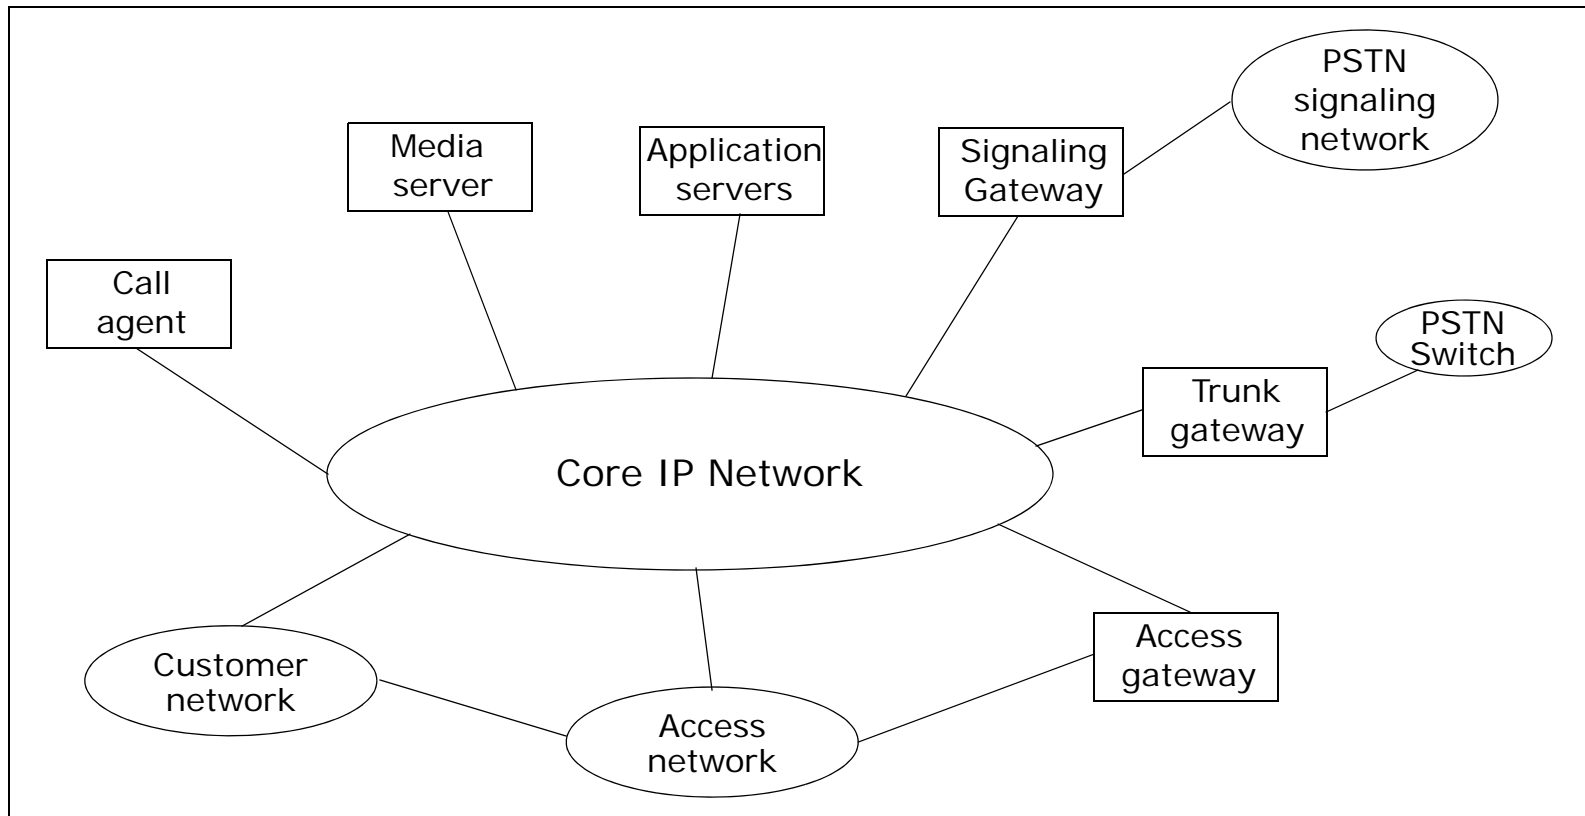 PSTN
signaling
network
Media
server
Application
servers
Signaling
Gateway
Call
agent
PSTN
Switch
Trunk
gateway
Core IP Network
Access
gateway
Customer
network
Access
network